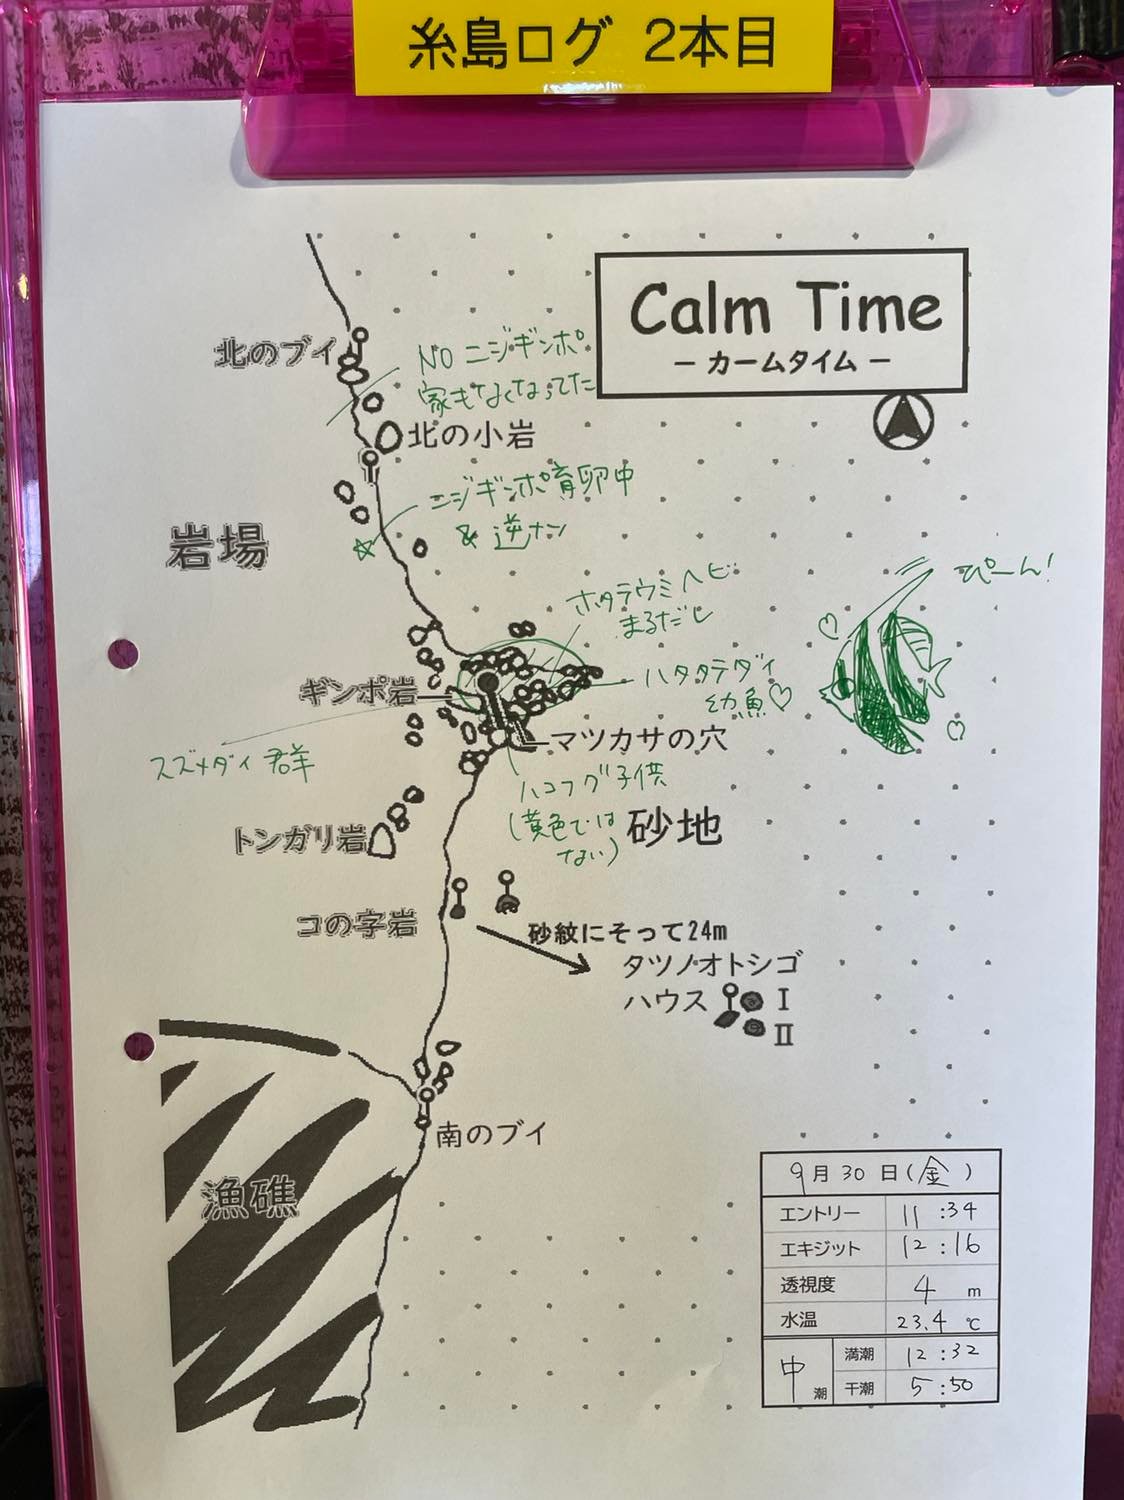 糸島ログ 2本目
Calm Time
− カームタイム −
北のブイ
NO ニジギンポ
家もなくなってた
北の小岩
ニジギンポ育卵中
& 逆ナン
岩場
ホタテウミヘビ
まるだし
ぴーん!
ギンポ岩
ハタタテダイ
幼魚♡
マツカサの穴
スズメダイ 群
ハコフグ子供
(黄色では
ない)
砂地
トンガリ岩
コの字岩
砂紋にそって24m
タツノオトシゴ
ハウス Ⅰ
Ⅱ
南のブイ
漁礁
9月30日(金)
エントリー 11:34
エキジット 12:16
透視度 4 m
水温 23.4 ℃
中潮 満潮 12:32
干潮 5:50